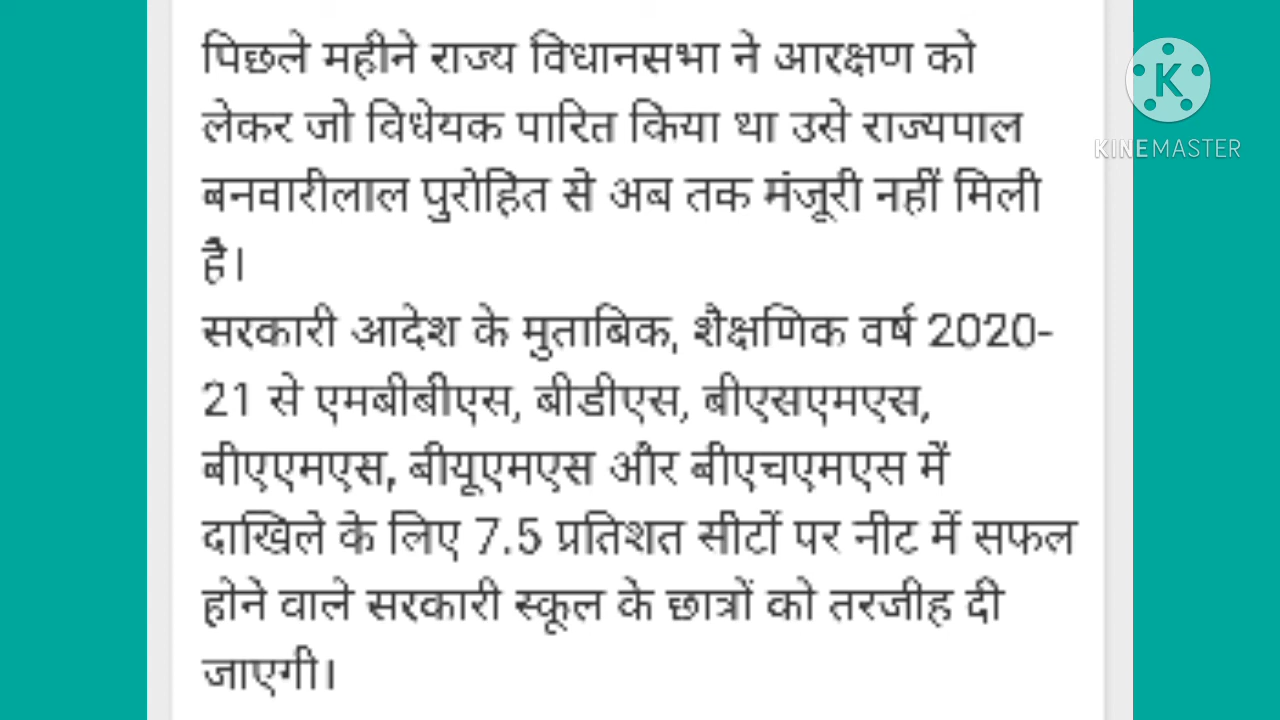 पिछले महीने राज्य विधानसभा ने आरक्षण को
लेकर जो विधेयक पारित किया था उसे राज्यपाल
बनवारीलाल पुरोहित से अब तक मंजूरी नहीं मिली
है।
सरकारी आदेश के मुताबिक, शैक्षणिक वर्ष 2020-
21 से एमबीबीएस, बीडीएस, बीएसएमएस,
बीएएमएस, बीयूएमएस और बीएचएमएस में
दाखिले के लिए 7.5 प्रतिशत सीटों पर नीट में सफल
होने वाले सरकारी स्कूल के छात्रों को तरजीह दी
जाएगी।
K
KINEMASTER